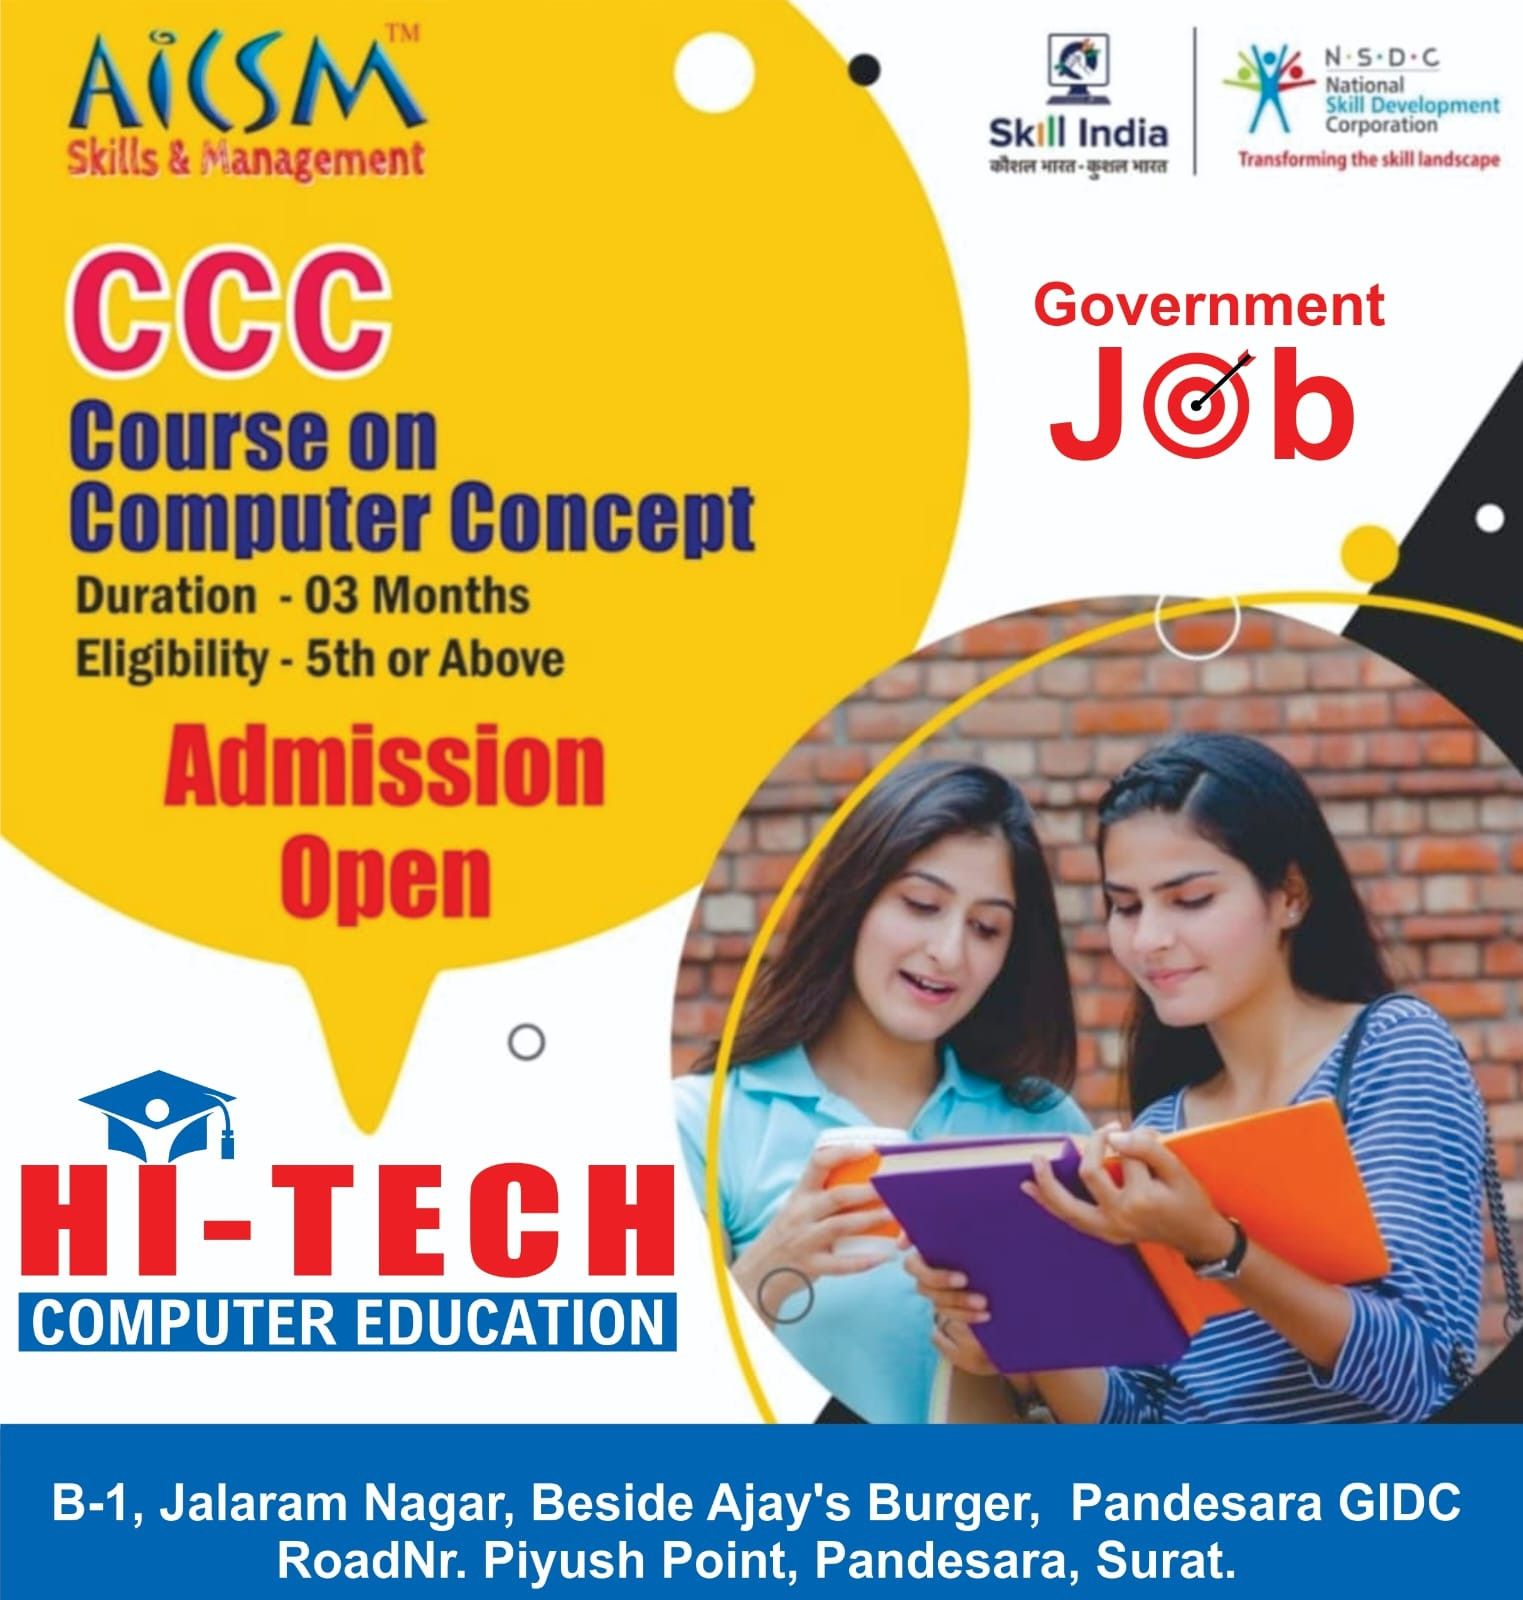 AiCSM™
Skills & Management
Skill India
कौशल भारत - कुशल भारत
N·S·D·C
National
Skill Development
Corporation
Transforming the skill landscape
CCC
Course on
Computer Concept
Duration - 03 Months
Eligibility - 5th or Above
Admission
Open
Government
Job
HI-TECH
COMPUTER EDUCATION
B-1, Jalaram Nagar, Beside Ajay's Burger, Pandesara GIDC
RoadNr. Piyush Point, Pandesara, Surat.